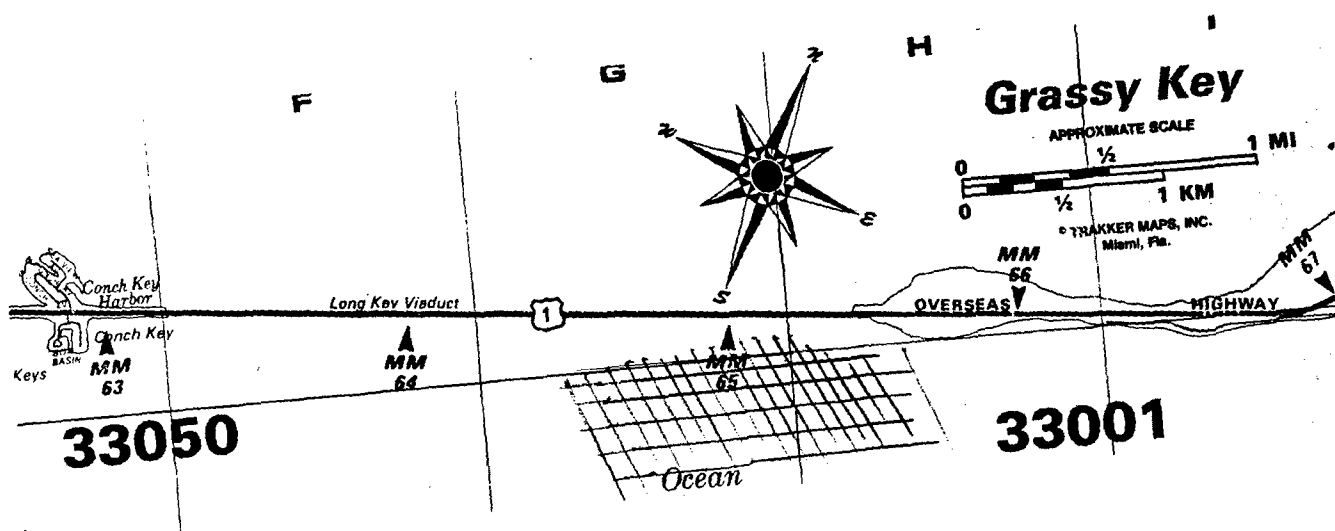 F G H I
Grassy Key
APPROXIMATE SCALE
0 ½ 1 MI
0 ½ 1 KM
© TRAKKER MAPS, INC.
Miami, Fla.
N
E
S
Conch Key
Harbor
Long Key Viaduct
1
OVERSEAS HIGHWAY
MM
66
MM
67
Conch Key
BASIN
Keys
MM
63
MM
64
MM
65
33050
33001
Ocean